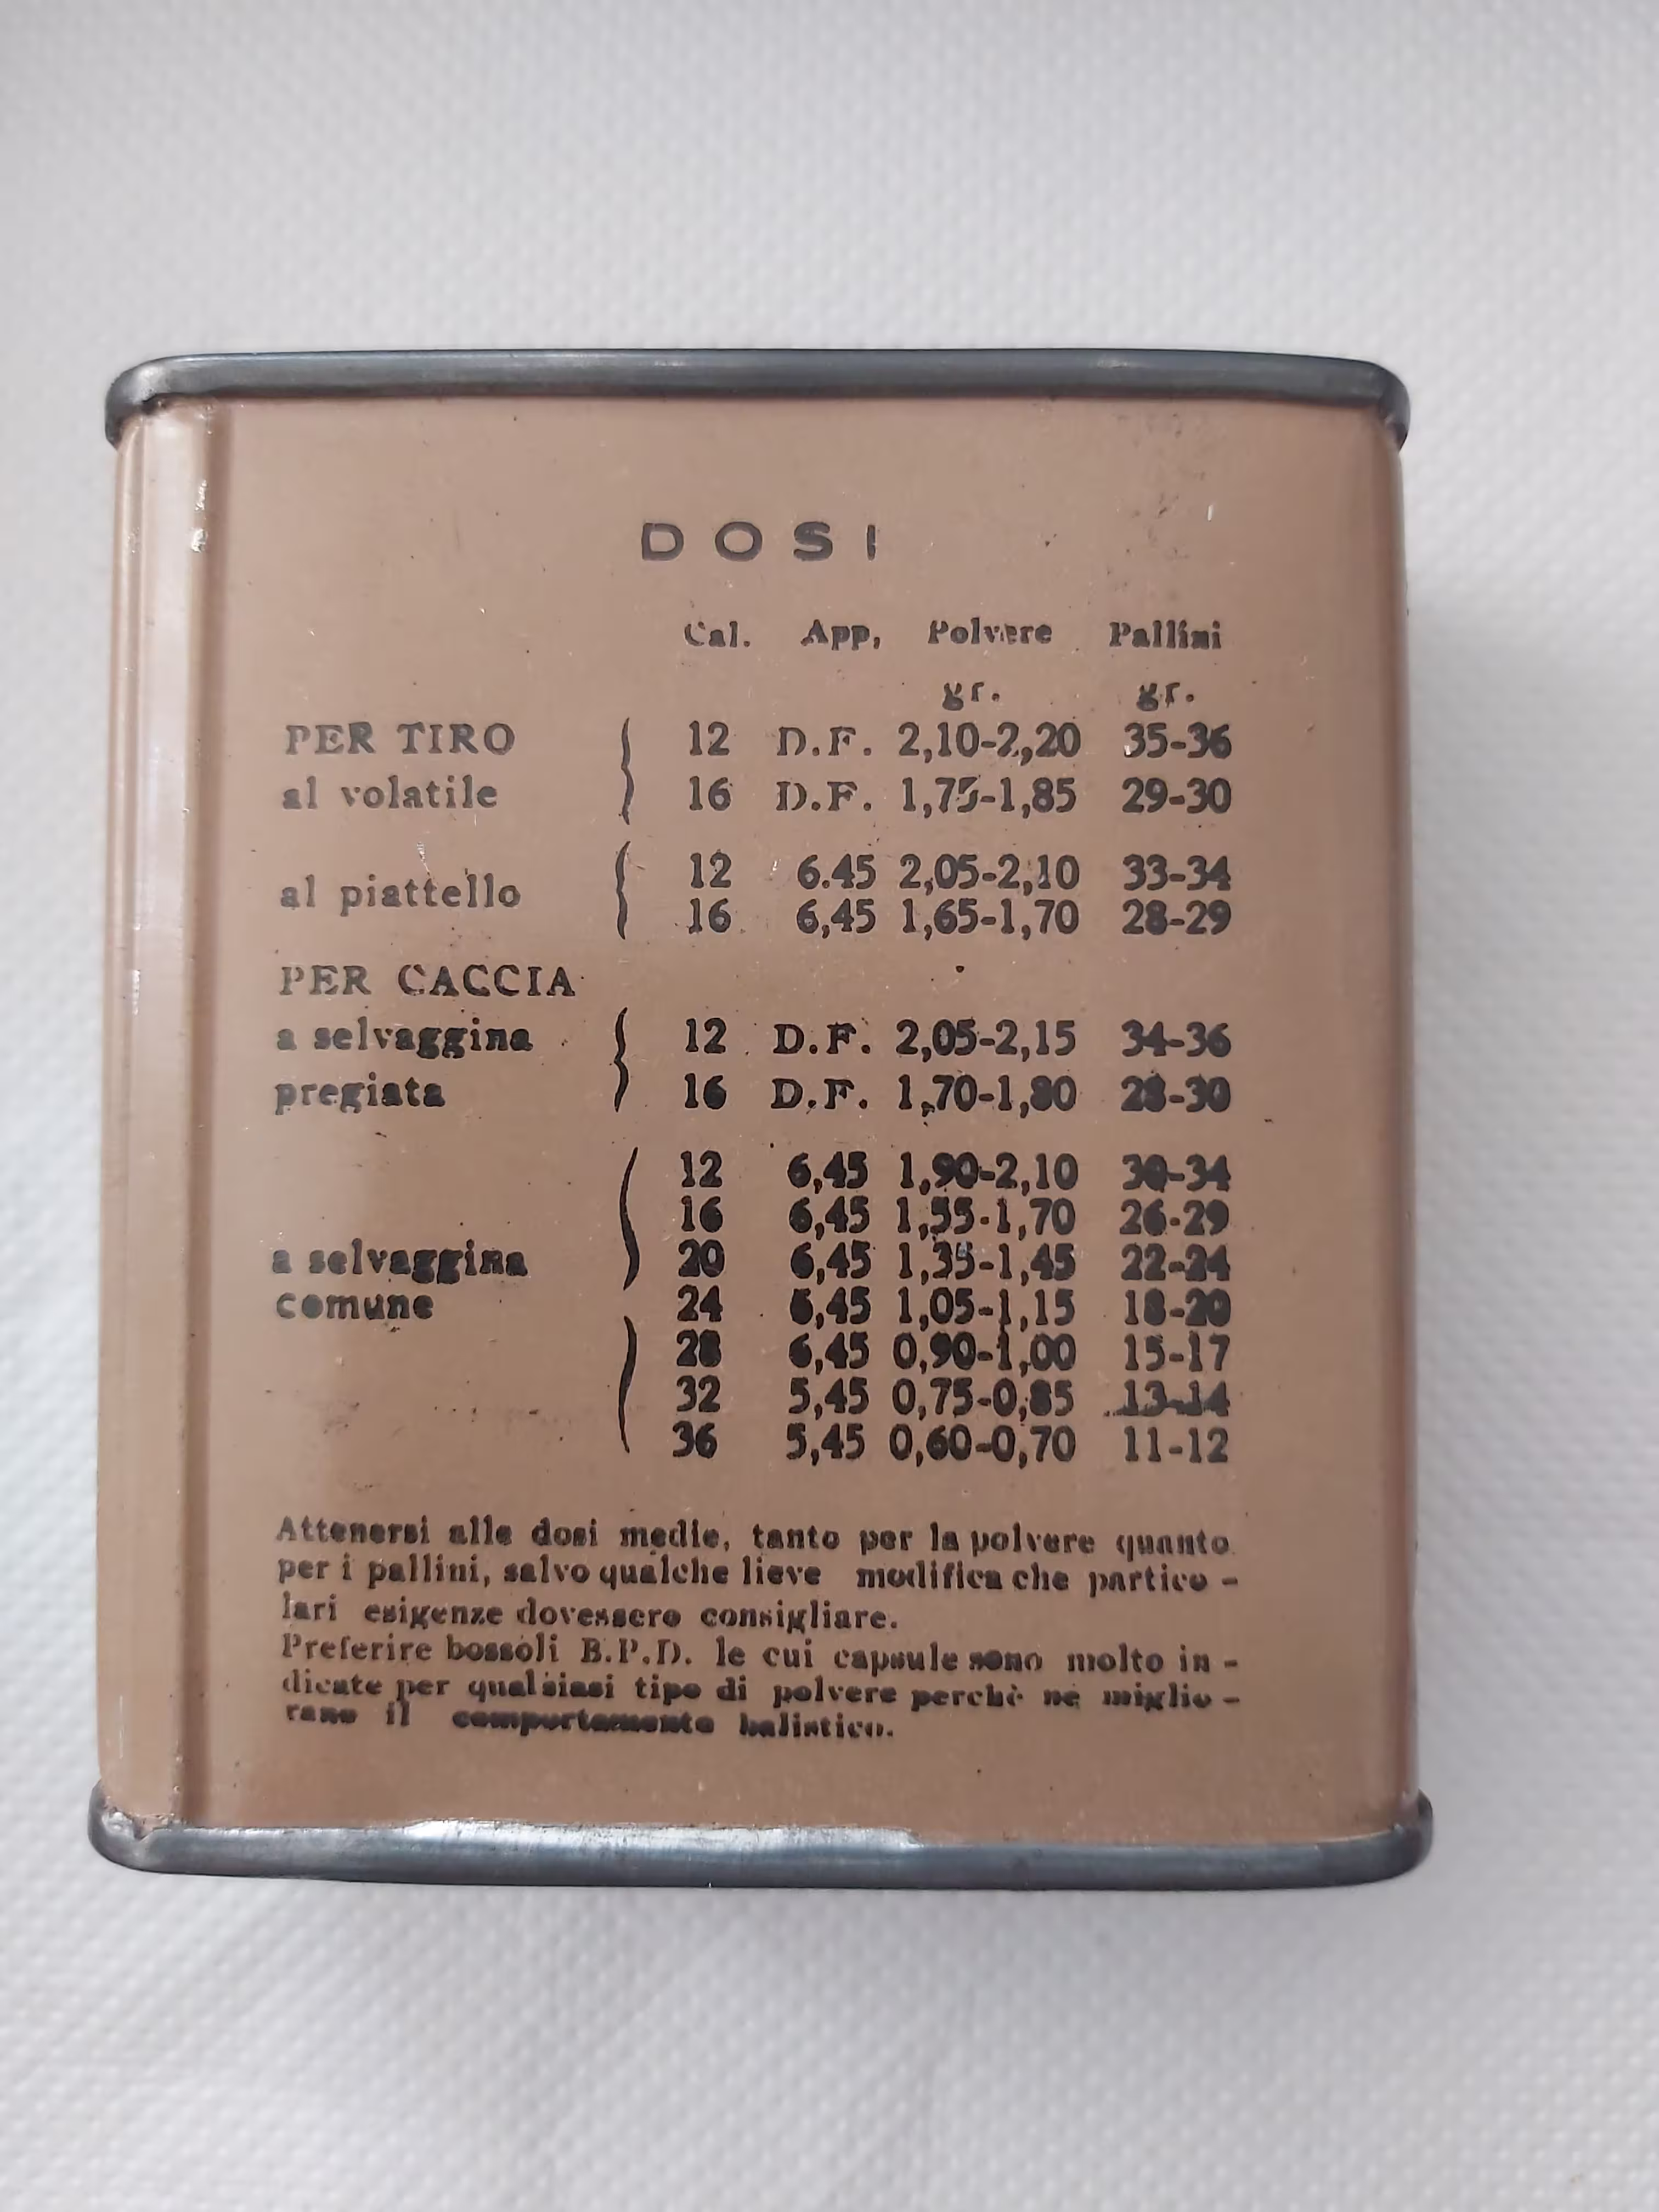 DOSI
Cal. App, Polvere Pallini
gr. gr.
PER TIRO 12 D.F. 2,10-2,20 35-36
al volatile 16 D.F. 1,75-1,85 29-30
12 6.45 2,05-2,10 33-34
al piattello
16 6,45 1,65-1,70 28-29
PER CACCIA
a selvaggina 12 D.F. 2,05-2,15 34-36
pregiata 16 D.F. 1,70-1,80 28-30
12 6,45 1,90-2,10 30-34
16 6,45 1,55-1,70 26-29
a selvaggina 20 6,45 1,35-1,45 22-24
comune 24 6,45 1,05-1,15 18-20
28 6,45 0,90-1,00 15-17
32 5,45 0,75-0,85 13-14
36 5,45 0,60-0,70 11-12
Attenersi alle dosi medie, tanto per la polvere quanto
per i pallini, salvo qualche lieve modifica che partico -
lari esigenze dovessero consigliare.
Preferire bossoli B.P.D. le cui capsule sono molto in -
dicate per qualsiasi tipo di polvere perchè ne miglio -
rano il comportamento balistico.